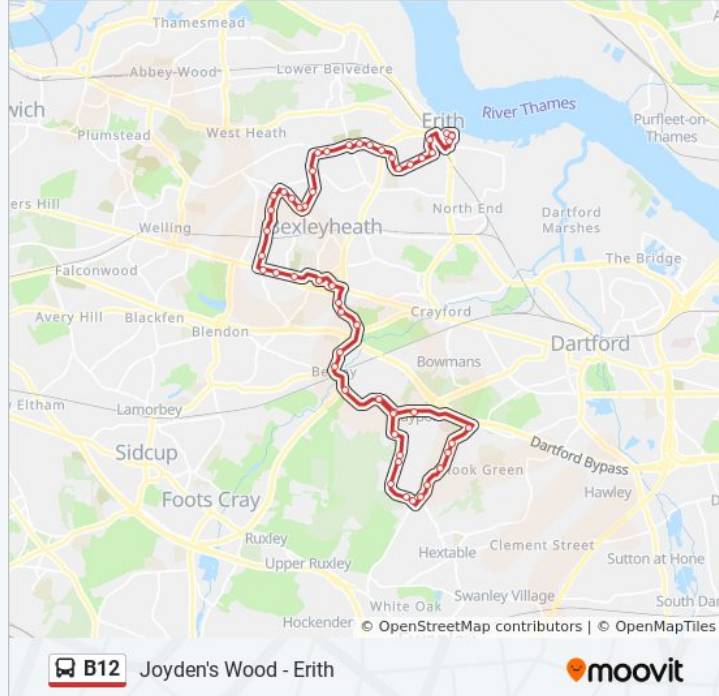 Thamesmead
Abbey-Wood
Lower Belvedere
wich
Plumstead
West Heath
Erith
River Thames
Purfleet-on-
Thames
ers Hill
Welling
Bexleyheath
North End
Dartford
Marshes
Falconwood
The Bridge
Avery Hill
Blackfen
Blendon
Crayford
Dartford
Bowmans
Eltham
Lamorbey
Sidcup
Dartford Bypass
Hook Green
Hawley
Foots Cray
Ruxley
Upper Ruxley
Hextable
Clement Street
Sutton at Hone
Swanley Village
White Oak
South Da
Hockender
© OpenStreetMap contributors | © OpenMapTiles
B12 Joyden's Wood - Erith
moovit